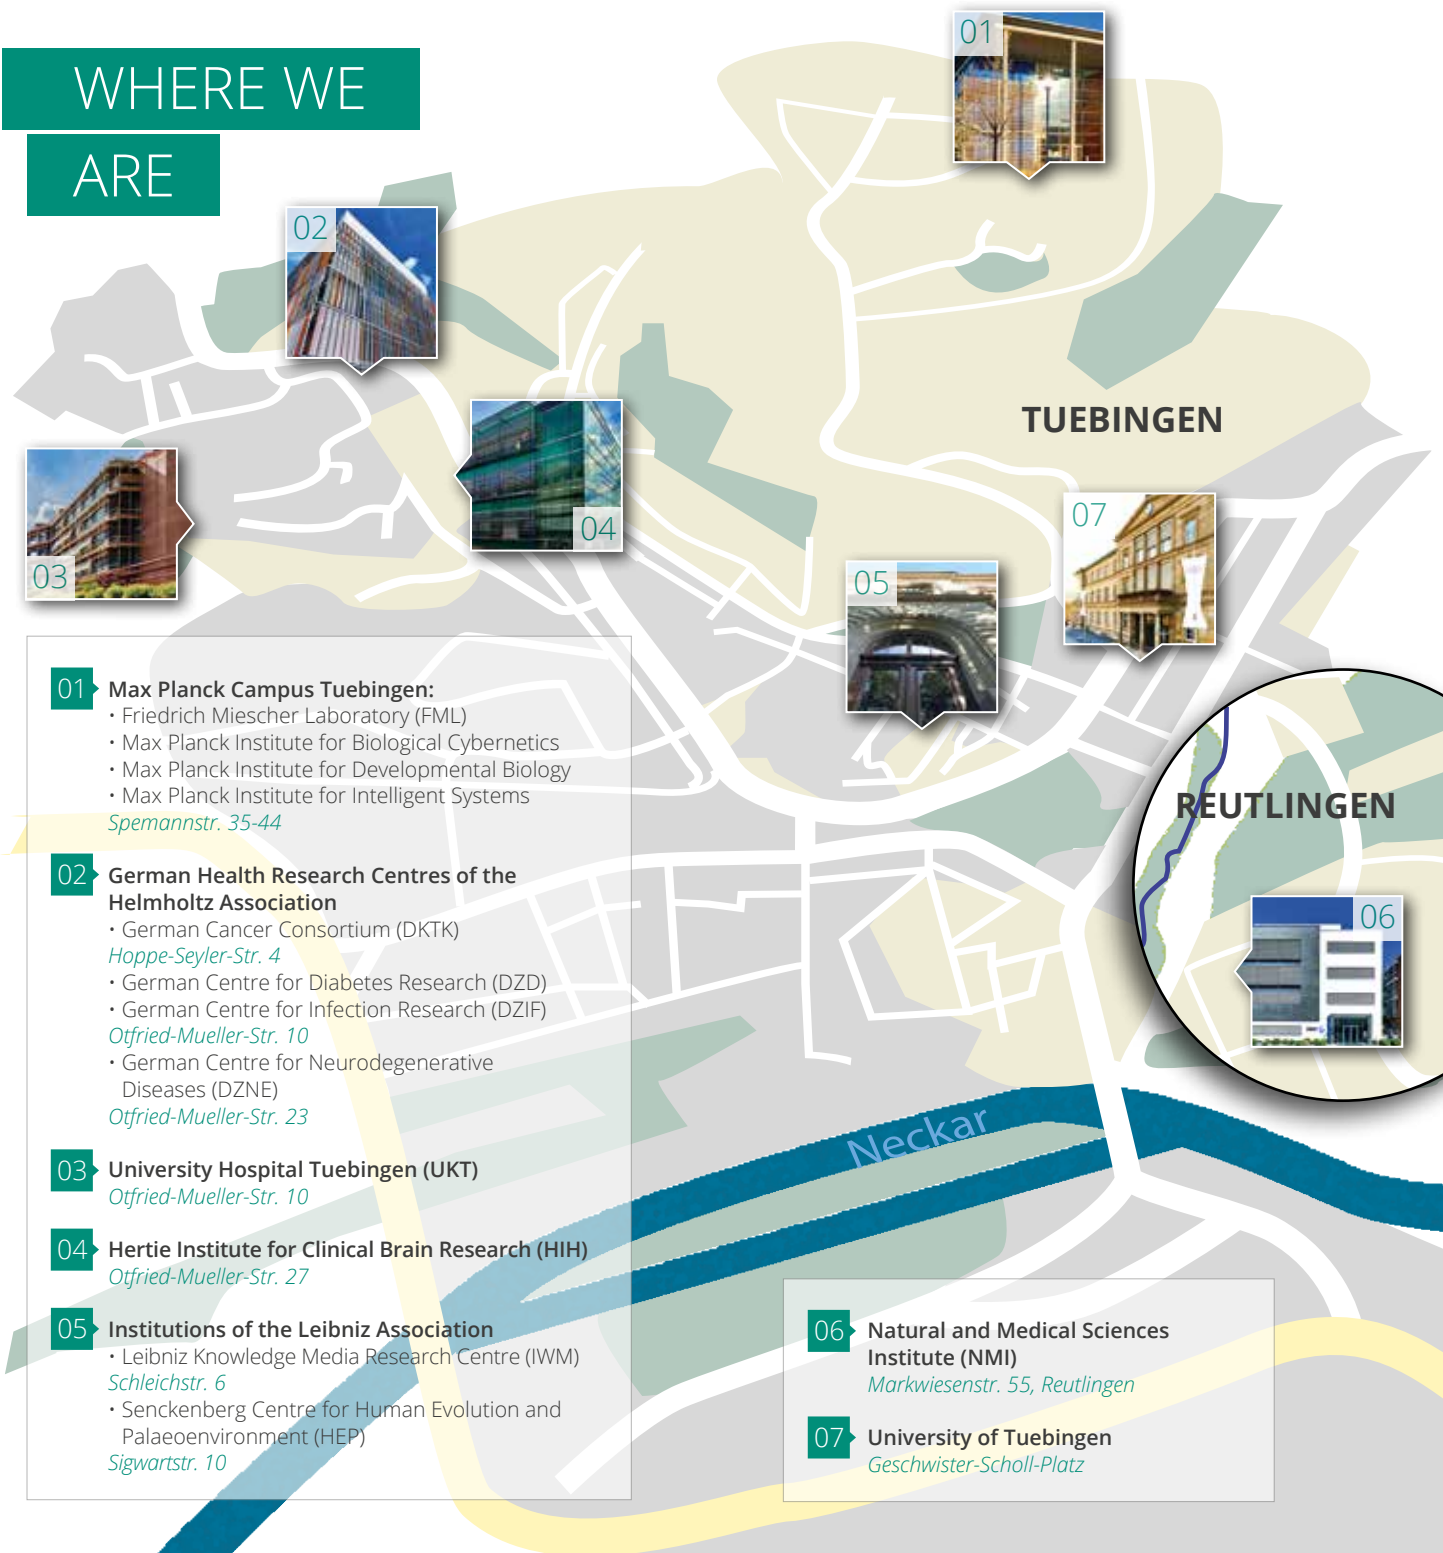 WHERE WE
ARE
01
02
03
04
05
07
TUEBINGEN
REUTLINGEN
06
Neckar
01 Max Planck Campus Tuebingen:
• Friedrich Miescher Laboratory (FML)
• Max Planck Institute for Biological Cybernetics
• Max Planck Institute for Developmental Biology
• Max Planck Institute for Intelligent Systems
Spemannstr. 35-44
02 German Health Research Centres of the
Helmholtz Association
• German Cancer Consortium (DKTK)
Hoppe-Seyler-Str. 4
• German Centre for Diabetes Research (DZD)
• German Centre for Infection Research (DZIF)
Otfried-Mueller-Str. 10
• German Centre for Neurodegenerative
Diseases (DZNE)
Otfried-Mueller-Str. 23
03 University Hospital Tuebingen (UKT)
Otfried-Mueller-Str. 10
04 Hertie Institute for Clinical Brain Research (HIH)
Otfried-Mueller-Str. 27
05 Institutions of the Leibniz Association
• Leibniz Knowledge Media Research Centre (IWM)
Schleichstr. 6
• Senckenberg Centre for Human Evolution and
Palaeoenvironment (HEP)
Sigwartstr. 10
06 Natural and Medical Sciences
Institute (NMI)
Markwiesenstr. 55, Reutlingen
07 University of Tuebingen
Geschwister-Scholl-Platz